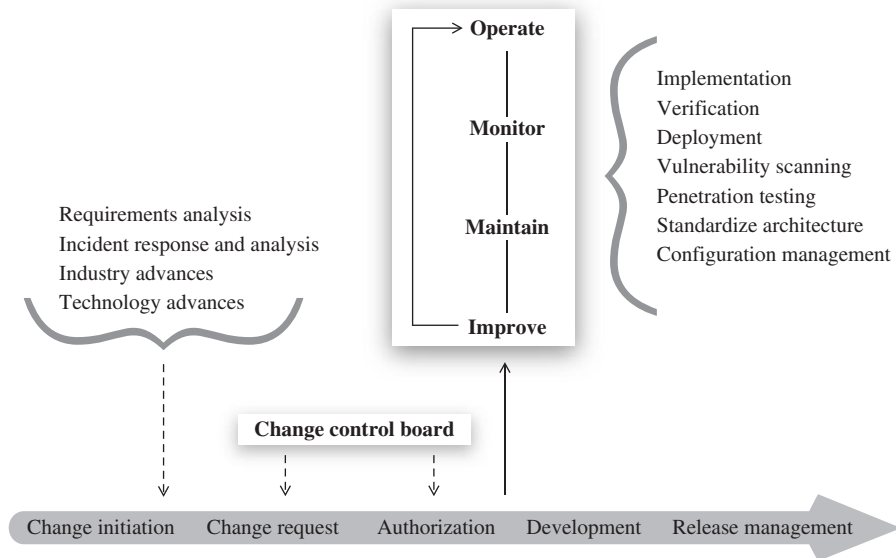 Operate
Monitor
Maintain
Improve
Implementation
Verification
Deployment
Vulnerability scanning
Penetration testing
Standardize architecture
Configuration management
Requirements analysis
Incident response and analysis
Industry advances
Technology advances
Change control board
Change initiation
Change request
Authorization
Development
Release management